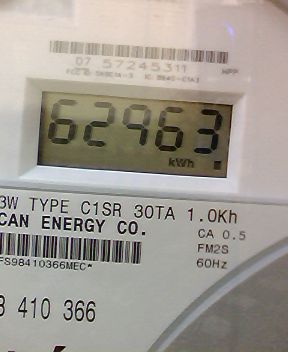 07 57245311
62963
kWh
3W TYPE C1SR 30TA 1.0Kh
CAN ENERGY CO.
CA 0.5
FM2S
FS98410366MEC*
60Hz
8 410 366